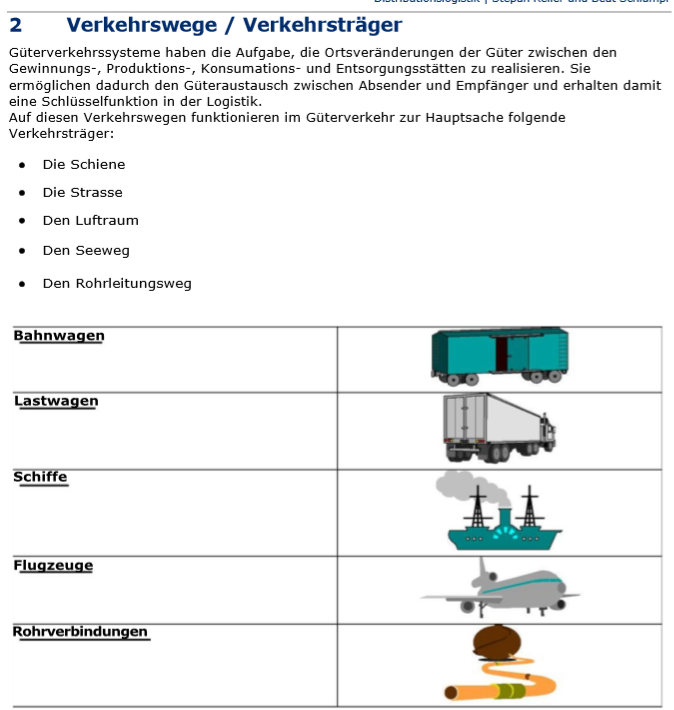 Distributionslogistik | Stephan Keller und Beat Schlumpf
2 Verkehrswege / Verkehrsträger
Güterverkehrssysteme haben die Aufgabe, die Ortsveränderungen der Güter zwischen den
Gewinnungs-, Produktions-, Konsumations- und Entsorgungsstätten zu realisieren. Sie
ermöglichen dadurch den Güteraustausch zwischen Absender und Empfänger und erhalten damit
eine Schlüsselfunktion in der Logistik.
Auf diesen Verkehrswegen funktionieren im Güterverkehr zur Hauptsache folgende
Verkehrsträger:
• Die Schiene
• Die Strasse
• Den Luftraum
• Den Seeweg
• Den Rohrleitungsweg
Bahnwagen
Lastwagen
Schiffe
Flugzeuge
Rohrverbindungen